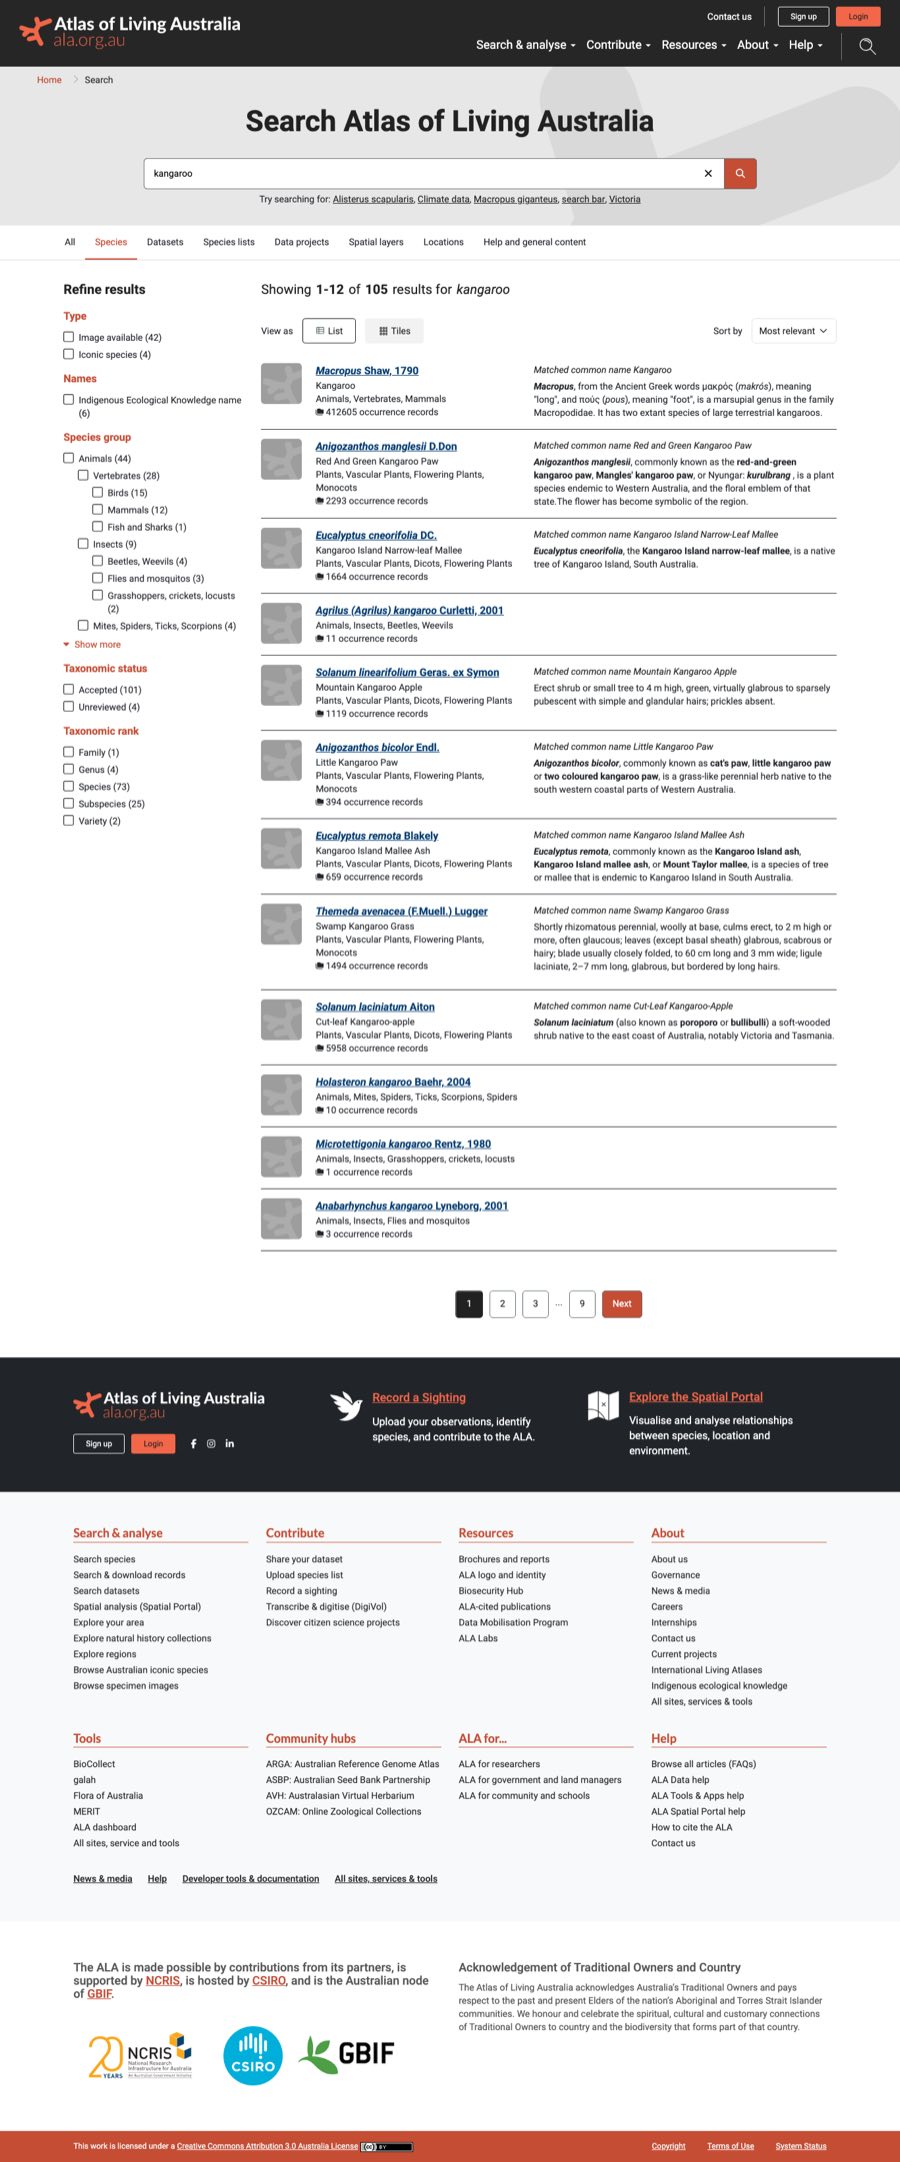 Atlas of Living Australia
ala.org.au
Contact us
Sign up
Login
Search & analyse
Contribute
Resources
About
Help
Home
Search
Search Atlas of Living Australia
kangaroo
Try searching for: Alisterus scapularis, Climate data, Macropus giganteus, search bar, Victoria
All
Species
Datasets
Species lists
Data projects
Spatial layers
Locations
Help and general content
Refine results
Type
Image available (42)
Iconic species (4)
Names
Indigenous Ecological Knowledge name
(6)
Species group
Animals (44)
Vertebrates (28)
Birds (15)
Mammals (12)
Fish and Sharks (1)
Insects (9)
Beetles, Weevils (4)
Flies and mosquitos (3)
Grasshoppers, crickets, locusts
(2)
Mites, Spiders, Ticks, Scorpions (4)
Show more
Taxonomic status
Accepted (101)
Unreviewed (4)
Taxonomic rank
Family (1)
Genus (4)
Species (73)
Subspecies (25)
Variety (2)
Showing 1-12 of 105 results for kangaroo
View as
List
Tiles
Sort by
Most relevant
Macropus Shaw, 1790
Kangaroo
Animals, Vertebrates, Mammals
412605 occurrence records
Matched common name Kangaroo
Macropus, from the Ancient Greek words μακρός (makrós), meaning
"long", and πούς (pous), meaning "foot", is a marsupial genus in the family
Macropodidae. It has two extant species of large terrestrial kangaroos.
Anigozanthos manglesii D.Don
Red And Green Kangaroo Paw
Plants, Vascular Plants, Flowering Plants,
Monocots
2293 occurrence records
Matched common name Red and Green Kangaroo Paw
Anigozanthos manglesii, commonly known as the red-and-green
kangaroo paw, Mangles' kangaroo paw, or Nyungar: kurulbrang , is a plant
species endemic to Western Australia, and the floral emblem of that
state.The flower has become symbolic of the region.
Eucalyptus cneorifolia DC.
Kangaroo Island Narrow-leaf Mallee
Plants, Vascular Plants, Dicots, Flowering Plants
1664 occurrence records
Matched common name Kangaroo Island Narrow-Leaf Mallee
Eucalyptus cneorifolia, the Kangaroo Island narrow-leaf mallee, is a native
tree of Kangaroo Island, South Australia.
Agrilus (Agrilus) kangaroo Curletti, 2001
Animals, Insects, Beetles, Weevils
11 occurrence records
Solanum linearifolium Geras. ex Symon
Mountain Kangaroo Apple
Plants, Vascular Plants, Dicots, Flowering Plants
1119 occurrence records
Matched common name Mountain Kangaroo Apple
Erect shrub or small tree to 4 m high, green, virtually glabrous to sparsely
pubescent with simple and glandular hairs; prickles absent.
Anigozanthos bicolor Endl.
Little Kangaroo Paw
Plants, Vascular Plants, Flowering Plants,
Monocots
394 occurrence records
Matched common name Little Kangaroo Paw
Anigozanthos bicolor, commonly known as cat's paw, little kangaroo paw
or two coloured kangaroo paw, is a grass-like perennial herb native to the
south western coastal parts of Western Australia.
Eucalyptus remota Blakely
Kangaroo Island Mallee Ash
Plants, Vascular Plants, Dicots, Flowering Plants
659 occurrence records
Matched common name Kangaroo Island Mallee Ash
Eucalyptus remota, commonly known as the Kangaroo Island ash,
Kangaroo Island mallee ash, or Mount Taylor mallee, is a species of tree
or mallee that is endemic to Kangaroo Island in South Australia.
Themeda avenacea (F.Muell.) Lugger
Swamp Kangaroo Grass
Plants, Vascular Plants, Flowering Plants,
Monocots
1494 occurrence records
Matched common name Swamp Kangaroo Grass
Shortly rhizomatous perennial, woolly at base, culms erect, to 2 m high or
more, often glaucous; leaves (except basal sheath) glabrous, scabrous or
hairy; blade usually closely folded, to 60 cm long and 3 mm wide; ligule
laciniate, 2–7 mm long, glabrous, but bordered by long hairs.
Solanum laciniatum Aiton
Cut-leaf Kangaroo-apple
Plants, Vascular Plants, Dicots, Flowering Plants
5958 occurrence records
Matched common name Cut-Leaf Kangaroo-Apple
Solanum laciniatum (also known as poroporo or bullibulli) a soft-wooded
shrub native to the east coast of Australia, notably Victoria and Tasmania.
Holasteron kangaroo Baehr, 2004
Animals, Mites, Spiders, Ticks, Scorpions, Spiders
10 occurrence records
Microtettigonia kangaroo Rentz, 1980
Animals, Insects, Grasshoppers, crickets, locusts
1 occurrence records
Anabarhynchus kangaroo Lyneborg, 2001
Animals, Insects, Flies and mosquitos
3 occurrence records
1
2
3
...
9
Next
Atlas of Living Australia
ala.org.au
Sign up
Login
Record a Sighting
Upload your observations, identify
species, and contribute to the ALA.
Explore the Spatial Portal
Visualise and analyse relationships
between species, location and
environment.
Search & analyse
Search species
Search & download records
Search datasets
Spatial analysis (Spatial Portal)
Explore your area
Explore natural history collections
Explore regions
Browse Australian iconic species
Browse specimen images
Contribute
Share your dataset
Upload species list
Record a sighting
Transcribe & digitise (DigiVol)
Discover citizen science projects
Resources
Brochures and reports
ALA logo and identity
Biosecurity Hub
ALA-cited publications
Data Mobilisation Program
ALA Labs
About
About us
Governance
News & media
Careers
Internships
Contact us
Current projects
International Living Atlases
Indigenous ecological knowledge
All sites, services & tools
Tools
BioCollect
galah
Flora of Australia
MERIT
ALA dashboard
All sites, service and tools
Community hubs
ARGA: Australian Reference Genome Atlas
ASBP: Australian Seed Bank Partnership
AVH: Australasian Virtual Herbarium
OZCAM: Online Zoological Collections
ALA for...
ALA for researchers
ALA for government and land managers
ALA for community and schools
Help
Browse all articles (FAQs)
ALA Data help
ALA Tools & Apps help
ALA Spatial Portal help
How to cite the ALA
Contact us
News & media
Help
Developer tools & documentation
All sites, services & tools
The ALA is made possible by contributions from its partners, is
supported by NCRIS, is hosted by CSIRO, and is the Australian node
of GBIF.
20
YEARS
NCRIS
National Research
Infrastructure for Australia
An Australian Government Initiative
CSIRO
GBIF
Acknowledgement of Traditional Owners and Country
The Atlas of Living Australia acknowledges Australia's Traditional Owners and pays
respect to the past and present Elders of the nation's Aboriginal and Torres Strait Islander
communities. We honour and celebrate the spiritual, cultural and customary connections
of Traditional Owners to country and the biodiversity that forms part of that country.
This work is licensed under a Creative Commons Attribution 3.0 Australia License
cc
BY
Copyright
Terms of Use
System Status